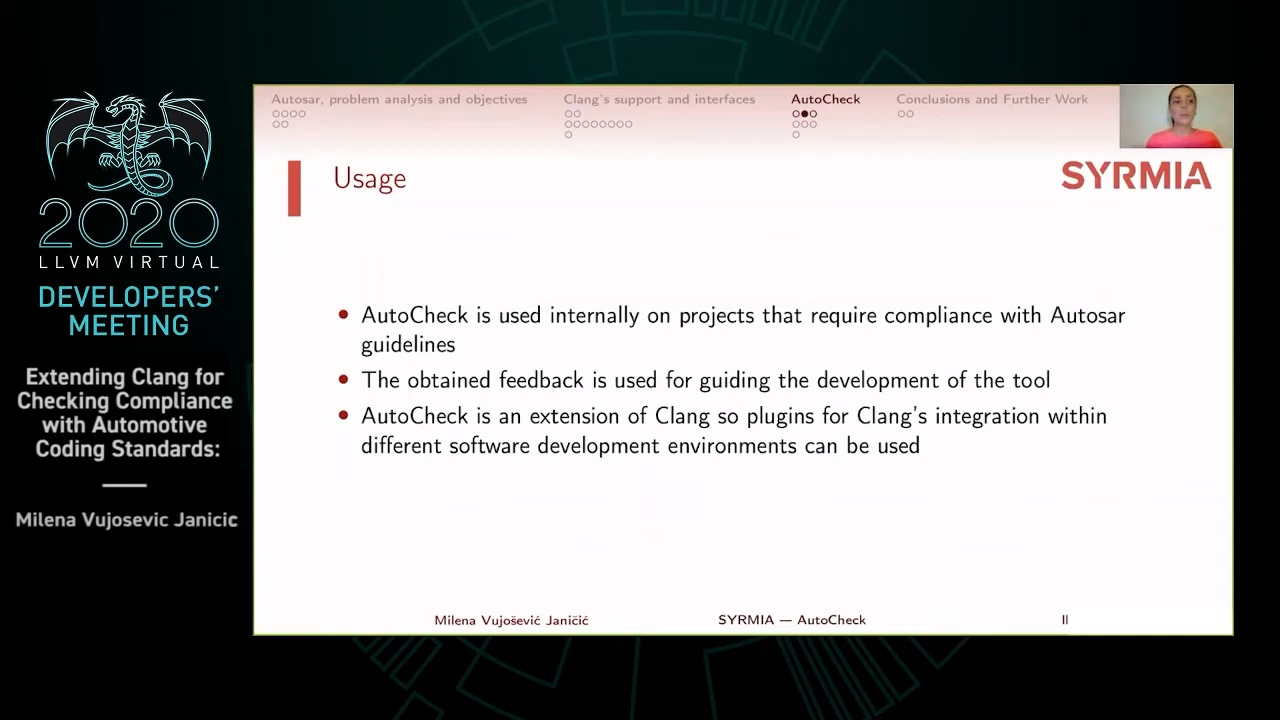 2020
LLVM VIRTUAL
DEVELOPERS'
MEETING
Extending Clang for
Checking Compliance
with Automotive
Coding Standards:
Milena Vujosevic Janicic
Autosar, problem analysis and objectives
Clang's support and interfaces
AutoCheck
Conclusions and Further Work
Usage
SYRMIA
AutoCheck is used internally on projects that require compliance with Autosar
guidelines
The obtained feedback is used for guiding the development of the tool
AutoCheck is an extension of Clang so plugins for Clang's integration within
different software development environments can be used
Milena Vujošević Janičić
SYRMIA — AutoCheck